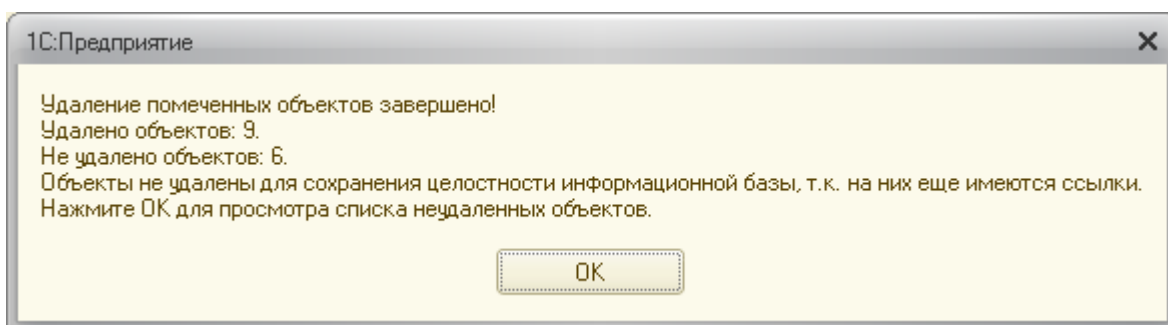 1С:Предприятие
Удаление помеченных объектов завершено!
Удалено объектов: 9.
Не удалено объектов: 6.
Объекты не удалены для сохранения целостности информационной базы, т.к. на них еще имеются ссылки.
Нажмите ОК для просмотра списка неудаленных объектов.
OK